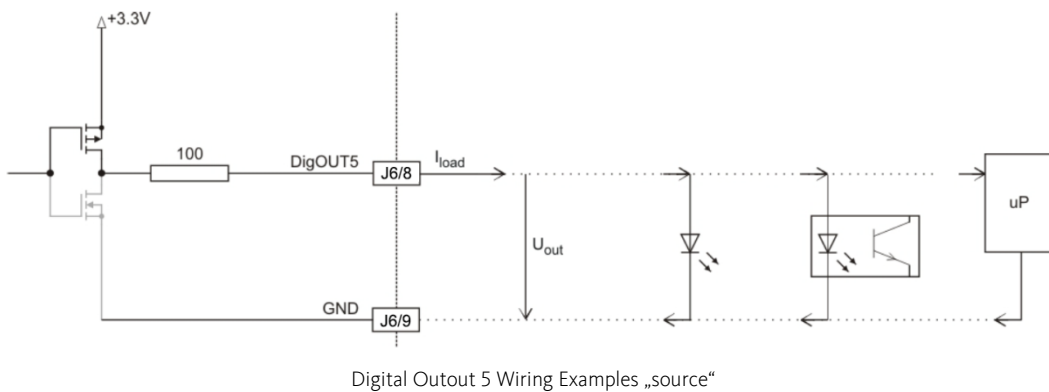 +3.3V
100
DigOUT5
J6/8
Iload
uP
Uout
GND
J6/9
Digital Outout 5 Wiring Examples „source“